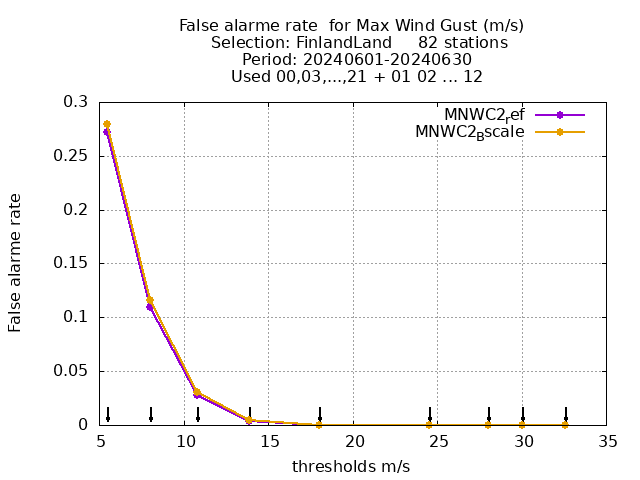 False alarme rate  for Max Wind Gust (m/s)
Selection: FinlandLand     82 stations
Period: 20240601-20240630
Used 00,03,...,21 + 01 02 ... 12
MNWC2ref
MNWC2Bscale
False alarme rate
0.3
0.25
0.2
0.15
0.1
0.05
0
5 10 15 20 25 30 35
thresholds m/s